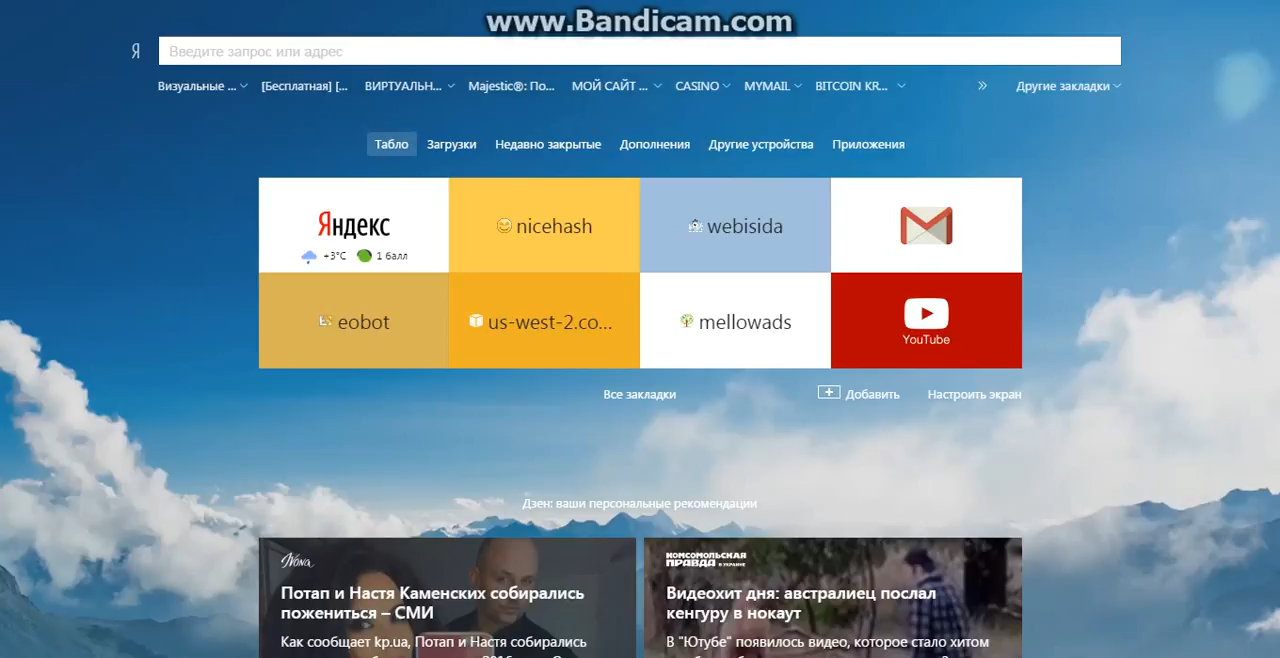 www.Bandicam.com
Я Введите запрос или адрес
Визуальные ... [Бесплатная] [... ВИРТУАЛЬН... Majestic®: По... МОЙ САЙТ ... CASINO MYMAIL BITCOIN KR... » Другие закладки
Табло Загрузки Недавно закрытые Дополнения Другие устройства Приложения
Яндекс nicehash webisida
+3°C 1 балл
eobot us-west-2.co... mellowads YouTube
Все закладки Добавить Настроить экран
Дзен: ваши персональные рекомендации
Ivona
Потап и Настя Каменских собирались
пожениться – СМИ
Как сообщает kp.ua, Потап и Настя собирались
КОМСОМОЛЬСКАЯ
ПРАВДА В УКРАИНЕ
Видеохит дня: австралиец послал
кенгуру в нокаут
В "Ютубе" появилось видео, которое стало хитом